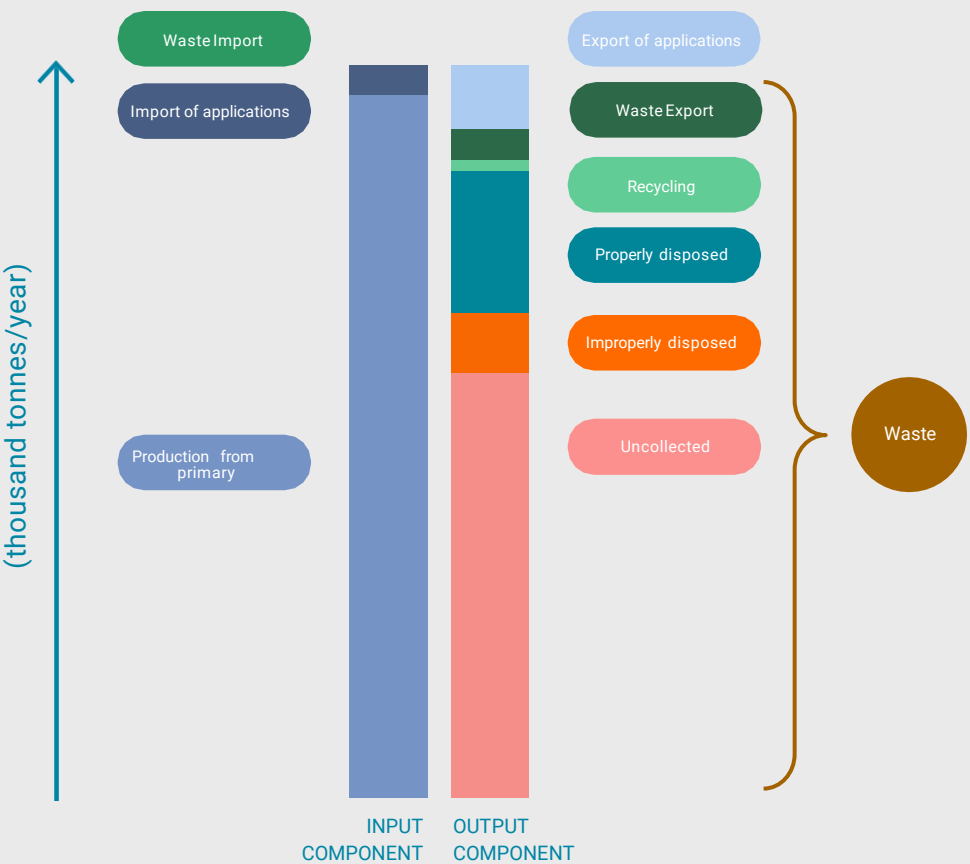 Waste Import
Import of applications
(thousand tonnes/year)
Production from
primary
Export of applications
Waste Export
Recycling
Properly disposed
Improperly disposed
Uncollected
Waste
INPUT
COMPONENT
OUTPUT
COMPONENT